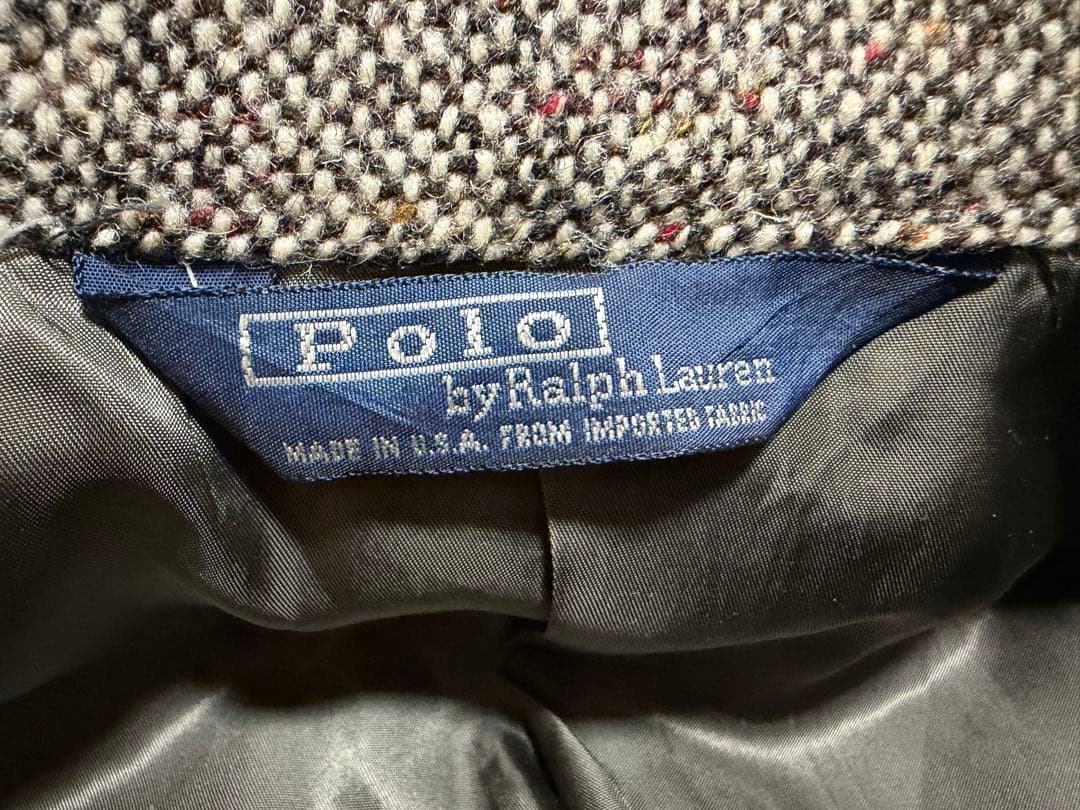 Polo
by Ralph Lauren
MADE IN U.S.A. FROM IMPORTED FABRIC